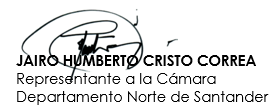 JAIRO HUMBERTO CRISTO CORREA
Representante a la Cámara
Departamento Norte de Santander